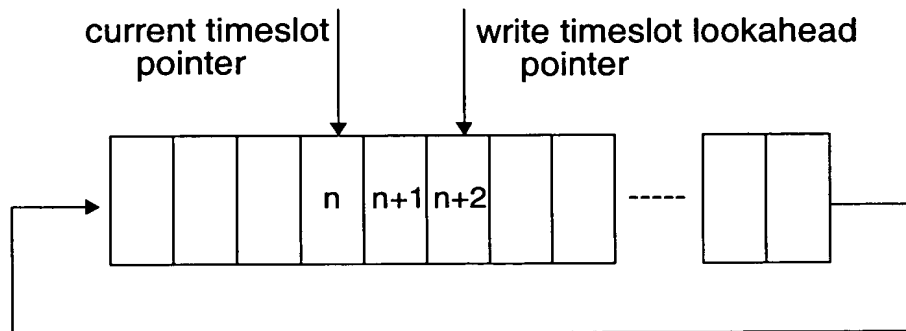 current timeslot
pointer
write timeslot lookahead
pointer
n
n+1
n+2